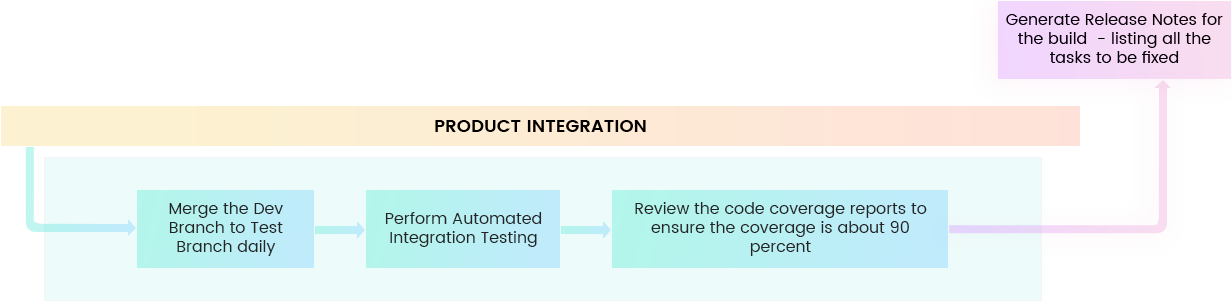 Generate Release Notes for
the build - listing all the
tasks to be fixed
PRODUCT INTEGRATION
Merge the Dev
Branch to Test
Branch daily
Perform Automated
Integration Testing
Review the code coverage reports to
ensure the coverage is about 90
percent